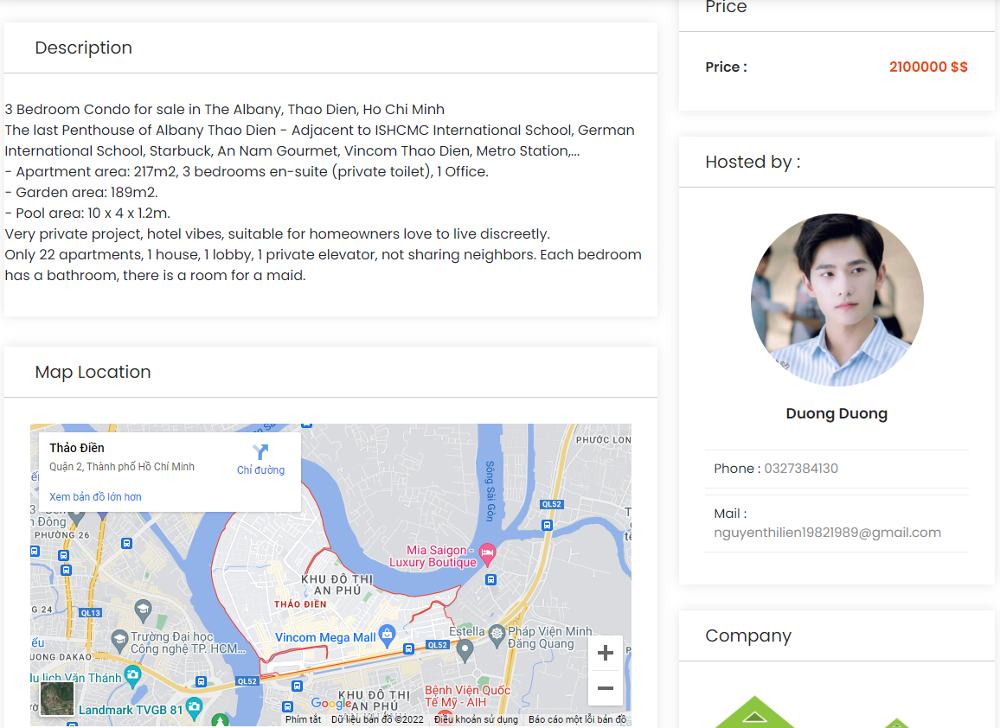 Description
3 Bedroom Condo for sale in The Albany, Thao Dien, Ho Chi Minh
The last Penthouse of Albany Thao Dien - Adjacent to ISHCMC International School, German
International School, Starbuck, An Nam Gourmet, Vincom Thao Dien, Metro Station,...
- Apartment area: 217m2, 3 bedrooms en-suite (private toilet), 1 Office.
- Garden area: 189m2.
- Pool area: 10 x 4 x 1.2m.
Very private project, hotel vibes, suitable for homeowners love to live discreetly.
Only 22 apartments, 1 house, 1 lobby, 1 private elevator, not sharing neighbors. Each bedroom
has a bathroom, there is a room for a maid.
Map Location
Thảo Điền
Quận 2, Thành phố Hồ Chí Minh
Chỉ đường
Xem bản đồ lớn hơn
PHƯỚC LON
Sông Sài Gòn
QL52
n Đông
PHƯỜNG 26
Mia Saigon -
Luxury Boutique
KHU ĐÔ THỊ
AN PHÚ
THẢO ĐIỀN
G 24
QL13
Trường Đại học
Công nghệ TP. HCM...
Vincom Mega Mall
QL52
Estella
Pháp Viện Minh
Đăng Quang
UONG DAKAO
du lịch Văn Thánh
QL52
Landmark TVGB 81
KHU ĐÔ THỊ
AN PHÚ
Bệnh Viện Quốc
Tế Mỹ - AIH
Google
Phím tắt
Dữ liệu bản đồ ©2022
Điều khoản sử dụng
Báo cáo một lỗi bản đồ
Price
Price :
2100000 $$
Hosted by :
Duong Duong
Phone : 0327384130
Mail :
nguyenthilien19821989@gmail.com
Company